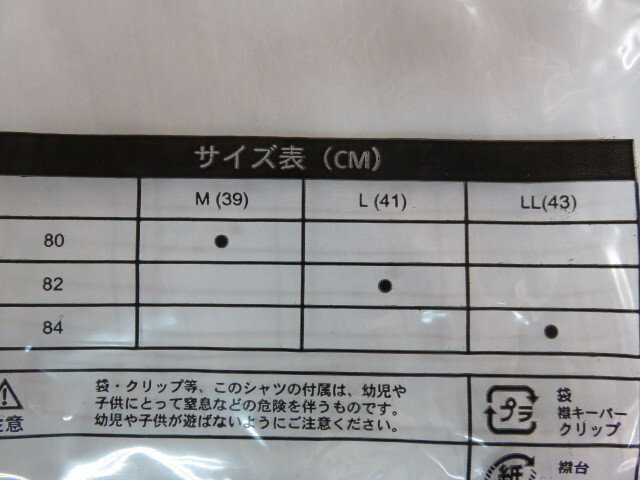 サイズ表（CM）
M (39) L (41) LL(43)
80 ●
82 ●
84 ●
注意
袋・クリップ等、このシャツの付属は、幼児や
子供にとって窒息などの危険を伴うものです。
幼児や子供が遊ばないようにご注意ください。
プラ
袋
襟キーパー
クリップ
紙
襟台